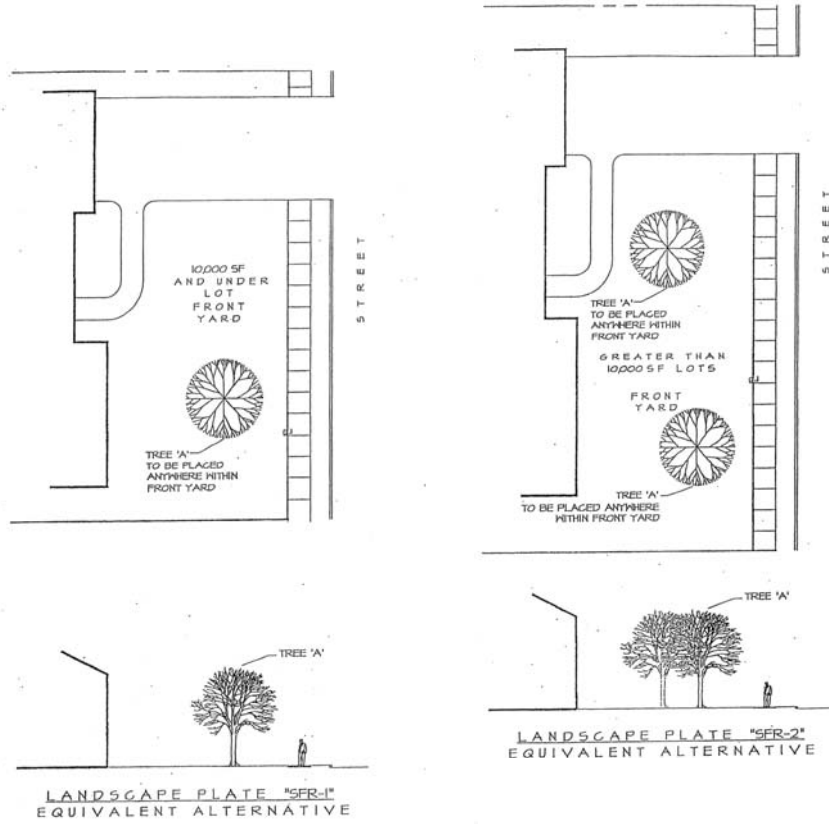 10,000 SF
AND UNDER
LOT
FRONT
YARD
STREET
TREE 'A'
TO BE PLACED
ANYWHERE WITHIN
FRONT YARD
TREE 'A'
LANDSCAPE PLATE "SFR-1"
EQUIVALENT ALTERNATIVE
STREET
TREE 'A'
TO BE PLACED
ANYWHERE WITHIN
FRONT YARD
GREATER THAN
10,000 SF LOTS
FRONT
YARD
TREE 'A'
TO BE PLACED ANYWHERE
WITHIN FRONT YARD
TREE 'A'
LANDSCAPE PLATE "SFR-2"
EQUIVALENT ALTERNATIVE